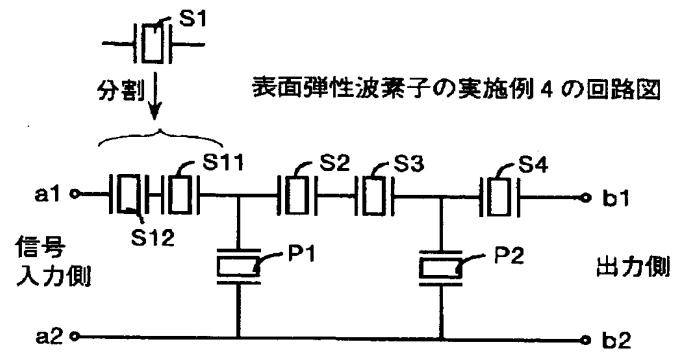 S1
分割
表面弾性波素子の実施例4の回路図
S11
S2
S3
S4
a1
b1
S12
信号
入力側
P1
P2
出力側
a2
b2